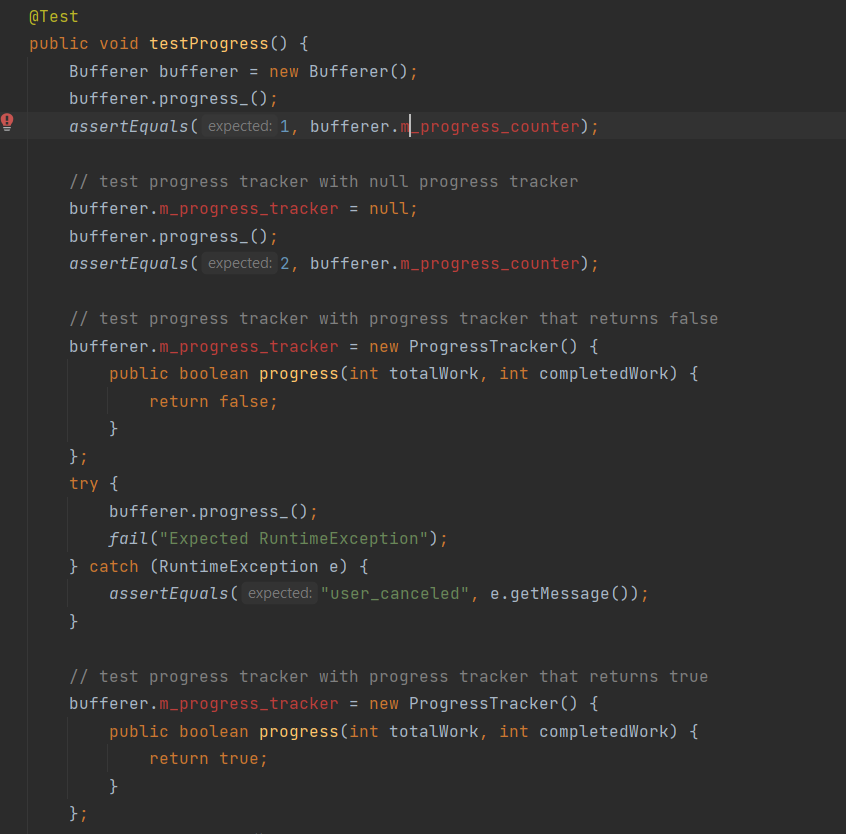 @Test
public void testProgress() {
Bufferer bufferer = new Bufferer();
bufferer.progress_();
assertEquals( expected: 1, bufferer.m_progress_counter);
// test progress tracker with null progress tracker
bufferer.m_progress_tracker = null;
bufferer.progress_();
assertEquals( expected: 2, bufferer.m_progress_counter);
// test progress tracker with progress tracker that returns false
bufferer.m_progress_tracker = new ProgressTracker() {
public boolean progress(int totalWork, int completedWork) {
return false;
}
};
try {
bufferer.progress_();
fail("Expected RuntimeException");
} catch (RuntimeException e) {
assertEquals( expected: "user_canceled", e.getMessage());
}
// test progress tracker with progress tracker that returns true
bufferer.m_progress_tracker = new ProgressTracker() {
public boolean progress(int totalWork, int completedWork) {
return true;
}
};